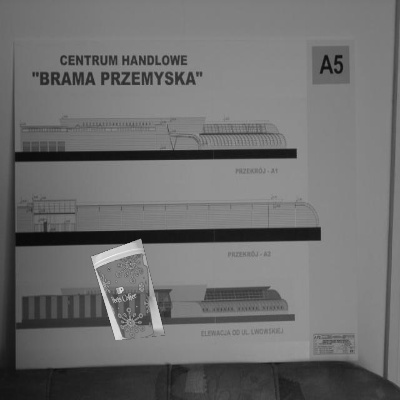 CENTRUM HANDLOWE
"BRAMA PRZEMYSKA"
A5
PRZEKRÓJ - A1
PRZEKRÓJ - A2
ELEWACJA OD UL. LWOWSKIEJ